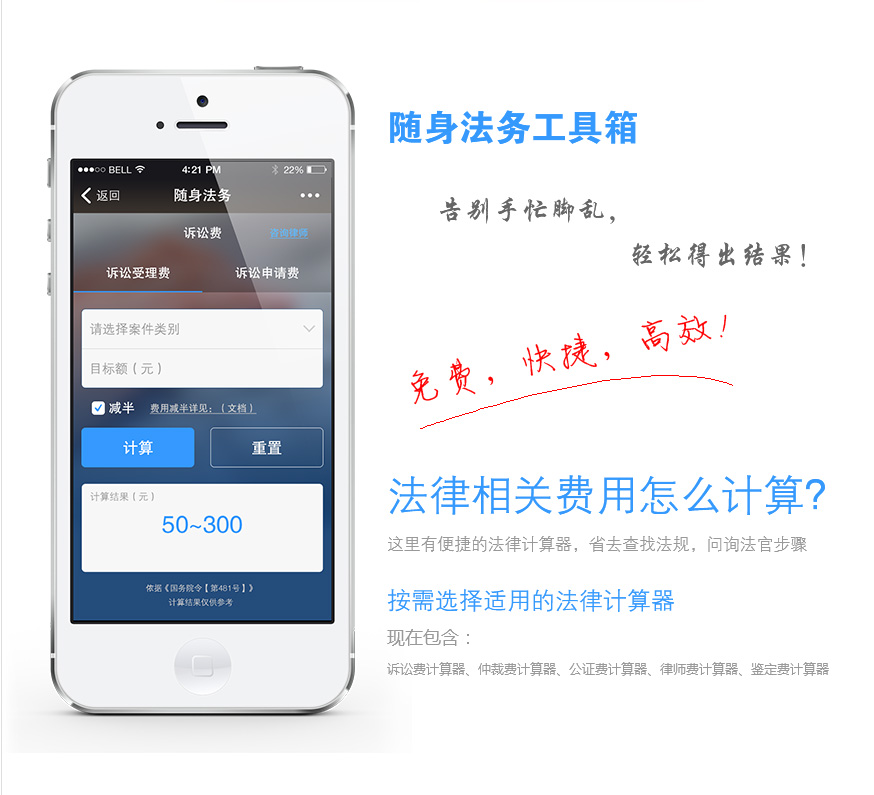 ●●●○○ BELL 4:21 PM 22%
返回 随身法务 •••
诉讼费 咨询律师
诉讼受理费 诉讼申请费
请选择案件类别
目标额（元）
减半 费用减半详见：（文档）
计算 重置
计算结果（元）
50~300
依据《国务院令【第481号】》
计算结果仅供参考
随身法务工具箱
告别手忙脚乱，
轻松得出结果！
免费，快捷，高效！
法律相关费用怎么计算?
这里有便捷的法律计算器，省去查找法规，问询法官步骤
按需选择适用的法律计算器
现在包含：
诉讼费计算器、仲裁费计算器、公证费计算器、律师费计算器、鉴定费计算器